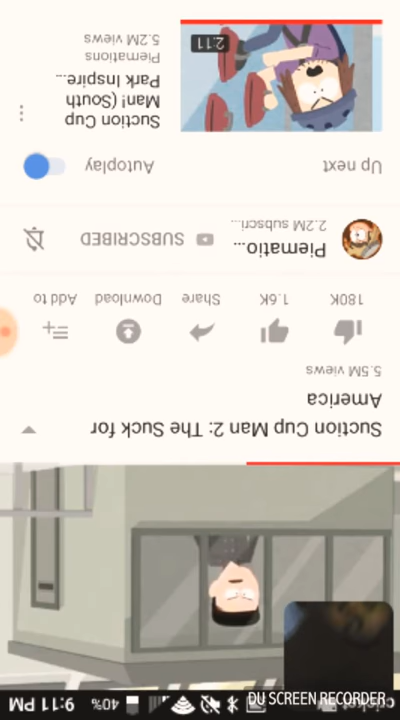 DU SCREEN RECORDER
40% 9:11 PM
Suction Cup Man 2: The Suck for
America
5.5M views
180K 1.6K Share Download Add to
Piematio... SUBSCRIBED
2.2M subscri...
Up next Autoplay
2:11
Suction Cup
Man! (South
Park Inspire...
Piemations
5.2M views